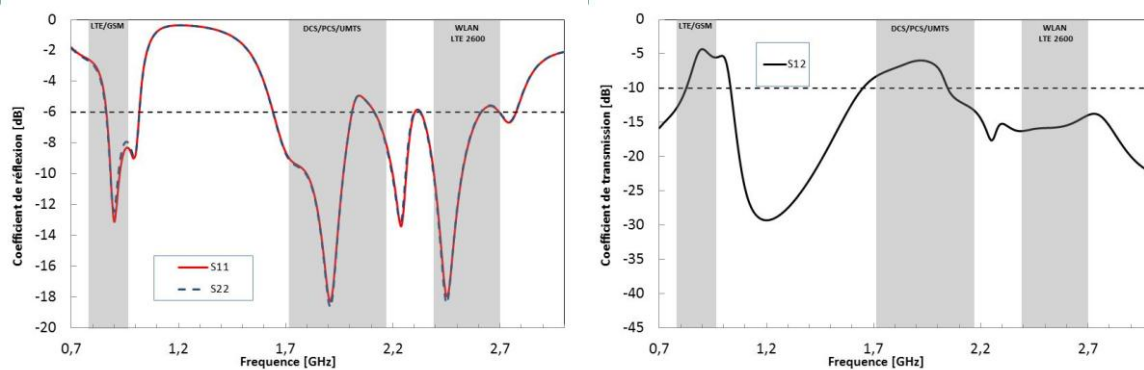 LTE/GSM
DCS/PCS/UMTS
WLAN
LTE 2600
0
-2
-4
-6
-8
-10
-12
-14
-16
-18
-20
Coefficient de réflexion [dB]
S11
S22
0,7
1,2
1,7
2,2
2,7
Frequence [GHz]
LTE/GSM
DCS/PCS/UMTS
WLAN
LTE 2600
0
-5
-10
-15
-20
-25
-30
-35
-40
-45
Coefficient de transmission [dB]
S12
0,7
1,2
1,7
2,2
2,7
Frequence [GHz]